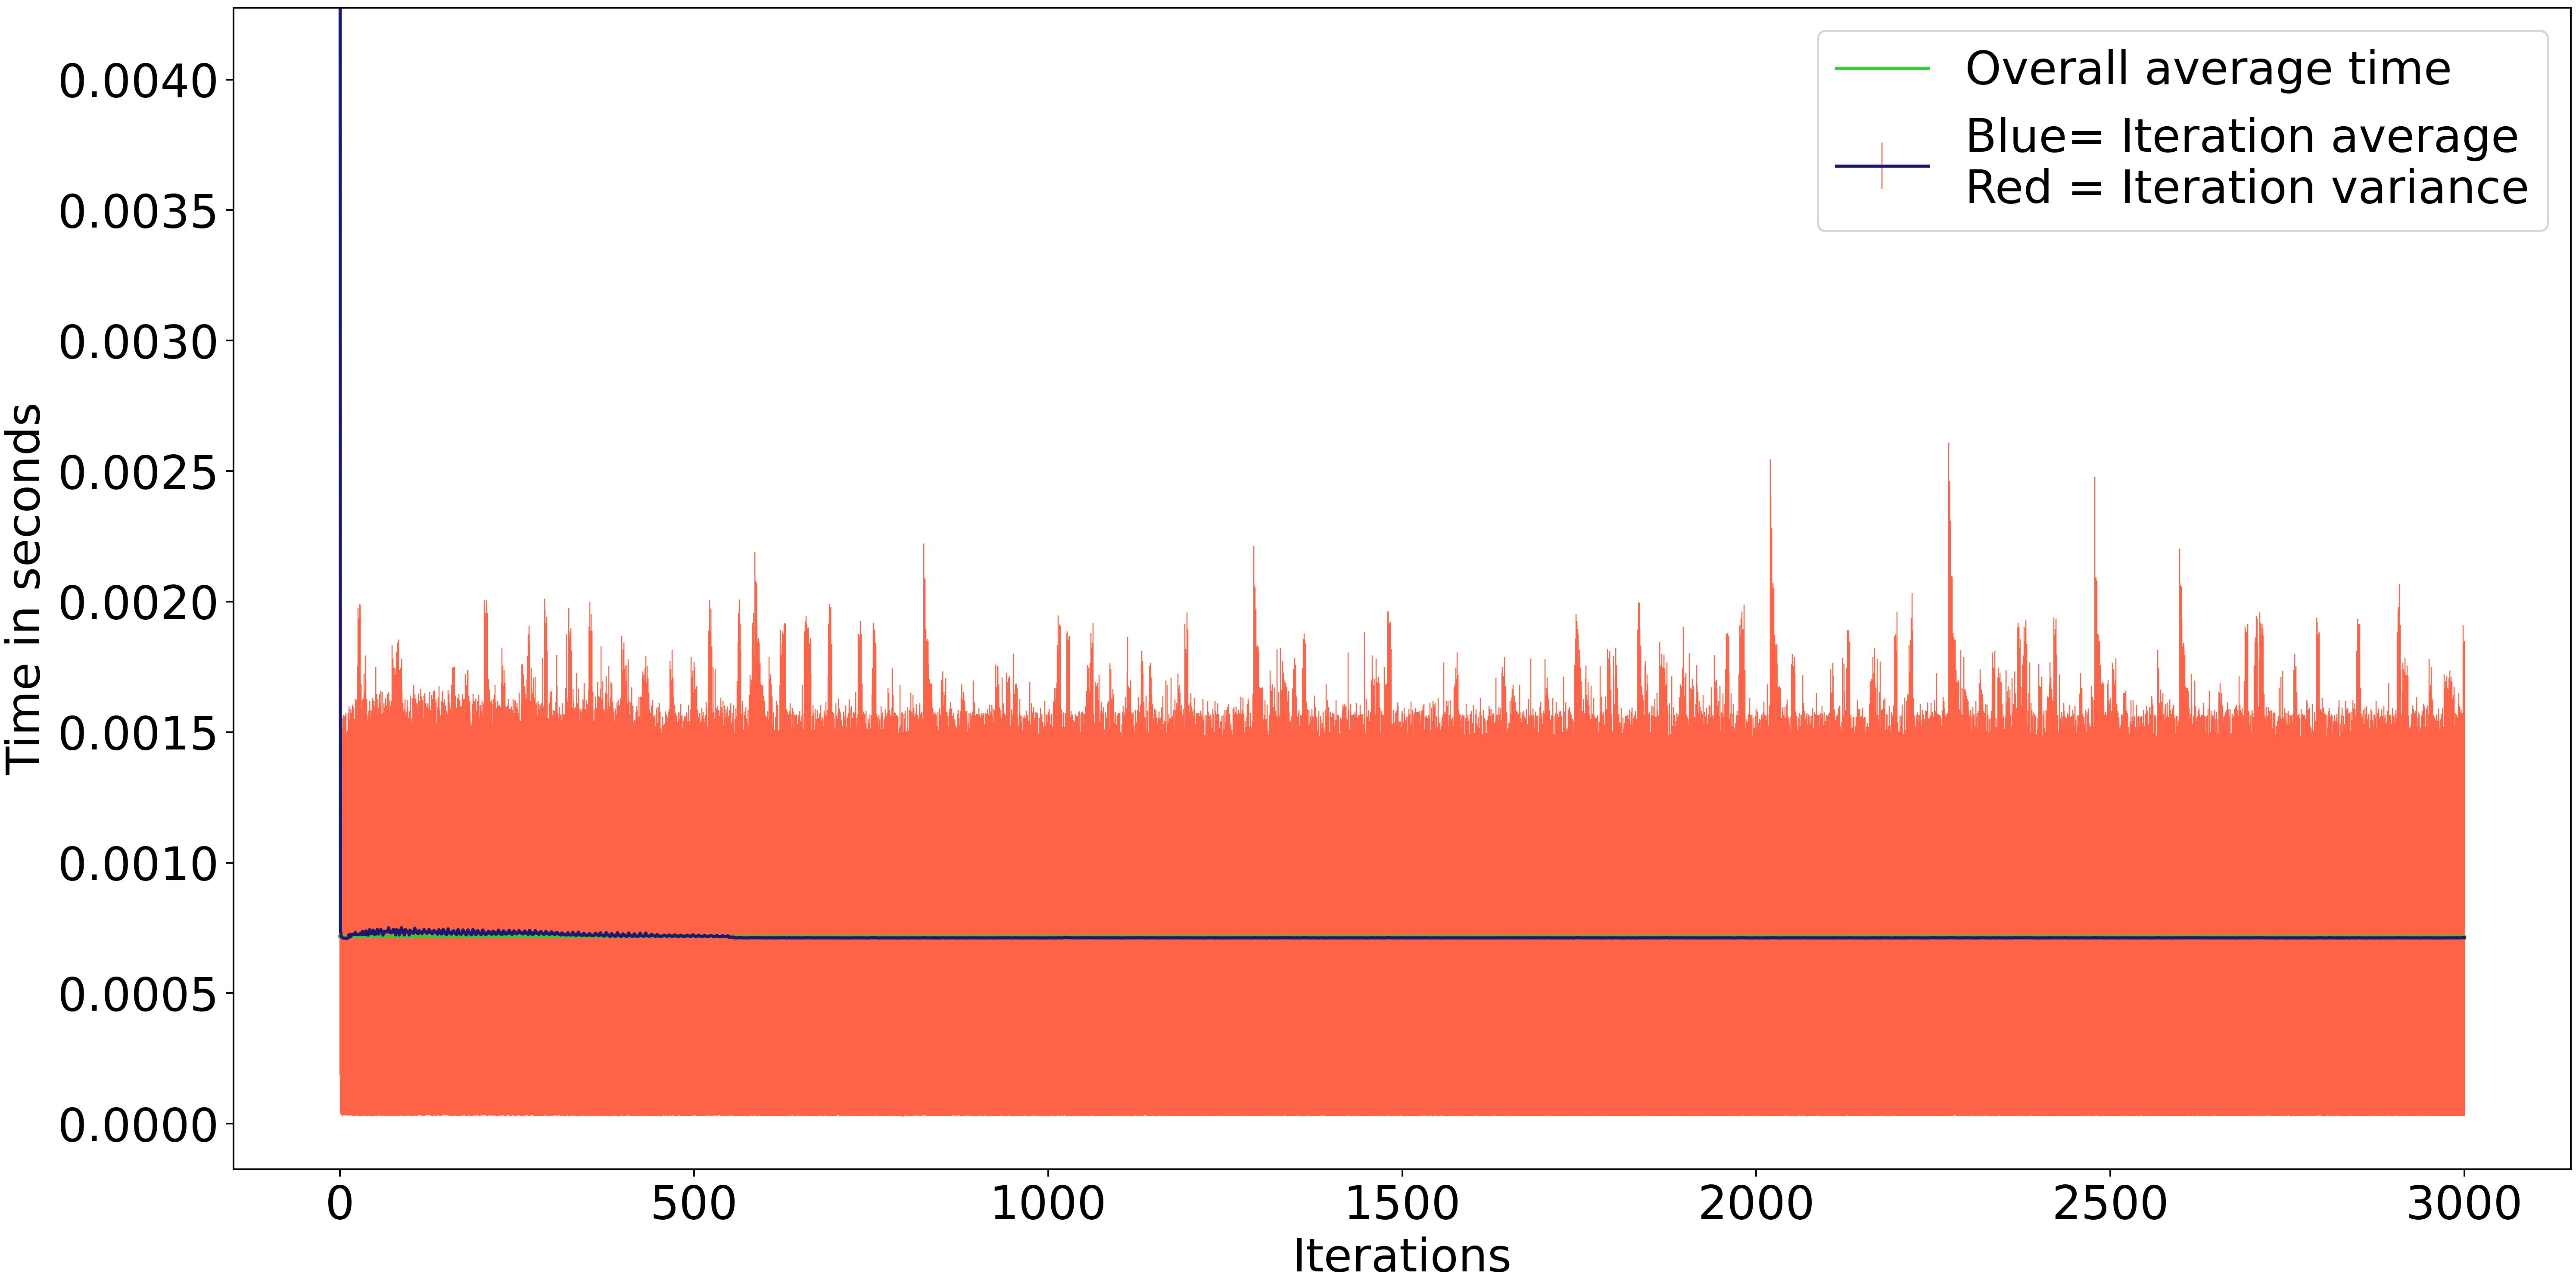 Overall average time
Blue= Iteration average
Red = Iteration variance
Time in seconds
0.0040
0.0035
0.0030
0.0025
0.0020
0.0015
0.0010
0.0005
0.0000
0 500 1000 1500 2000 2500 3000
Iterations